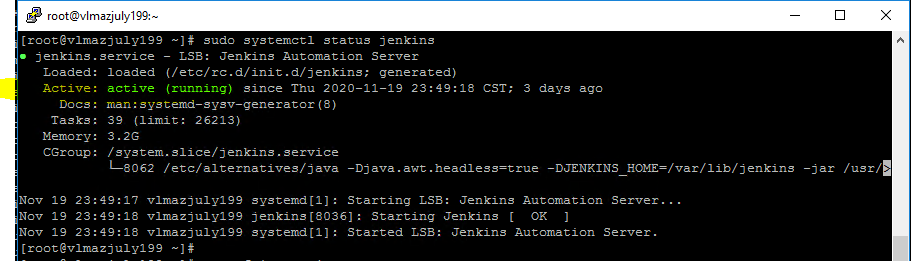 root@vlmazjuly199:~
[root@vlmazjuly199 ~]# sudo systemctl status jenkins
● jenkins.service - LSB: Jenkins Automation Server
Loaded: loaded (/etc/rc.d/init.d/jenkins; generated)
Active: active (running) since Thu 2020-11-19 23:49:18 CST; 3 days ago
Docs: man:systemd-sysv-generator(8)
Tasks: 39 (limit: 26213)
Memory: 3.2G
CGroup: /system.slice/jenkins.service
└─8062 /etc/alternatives/java -Djava.awt.headless=true -DJENKINS_HOME=/var/lib/jenkins -jar /usr/>
Nov 19 23:49:17 vlmazjuly199 systemd[1]: Starting LSB: Jenkins Automation Server...
Nov 19 23:49:18 vlmazjuly199 jenkins[8036]: Starting Jenkins [  OK  ]
Nov 19 23:49:18 vlmazjuly199 systemd[1]: Started LSB: Jenkins Automation Server.
[root@vlmazjuly199 ~]#